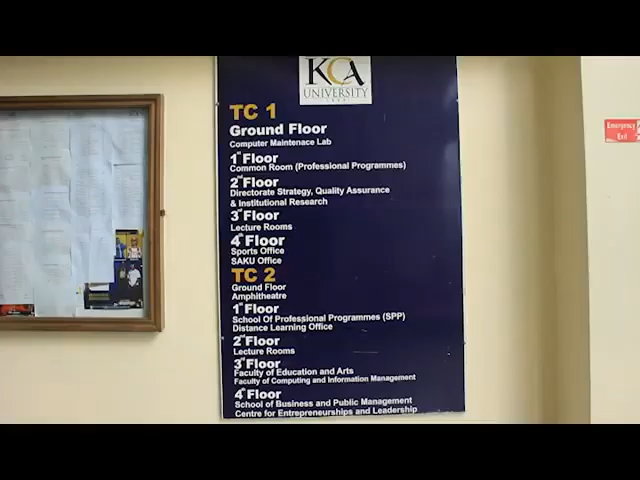 KCA
UNIVERSITY
TC 1
Ground Floor
Computer Maintenace Lab
1st Floor
Common Room (Professional Programmes)
2nd Floor
Directorate Strategy, Quality Assurance
& Institutional Research
3rd Floor
Lecture Rooms
4th Floor
Sports Office
SAKU Office
TC 2
Ground Floor
Amphitheatre
1st Floor
School Of Professional Programmes (SPP)
Distance Learning Office
2nd Floor
Lecture Rooms
3rd Floor
Faculty of Education and Arts
Faculty of Computing and Information Management
4th Floor
School of Business and Public Management
Centre for Entrepreneurships and Leadership
Emergency
Exit